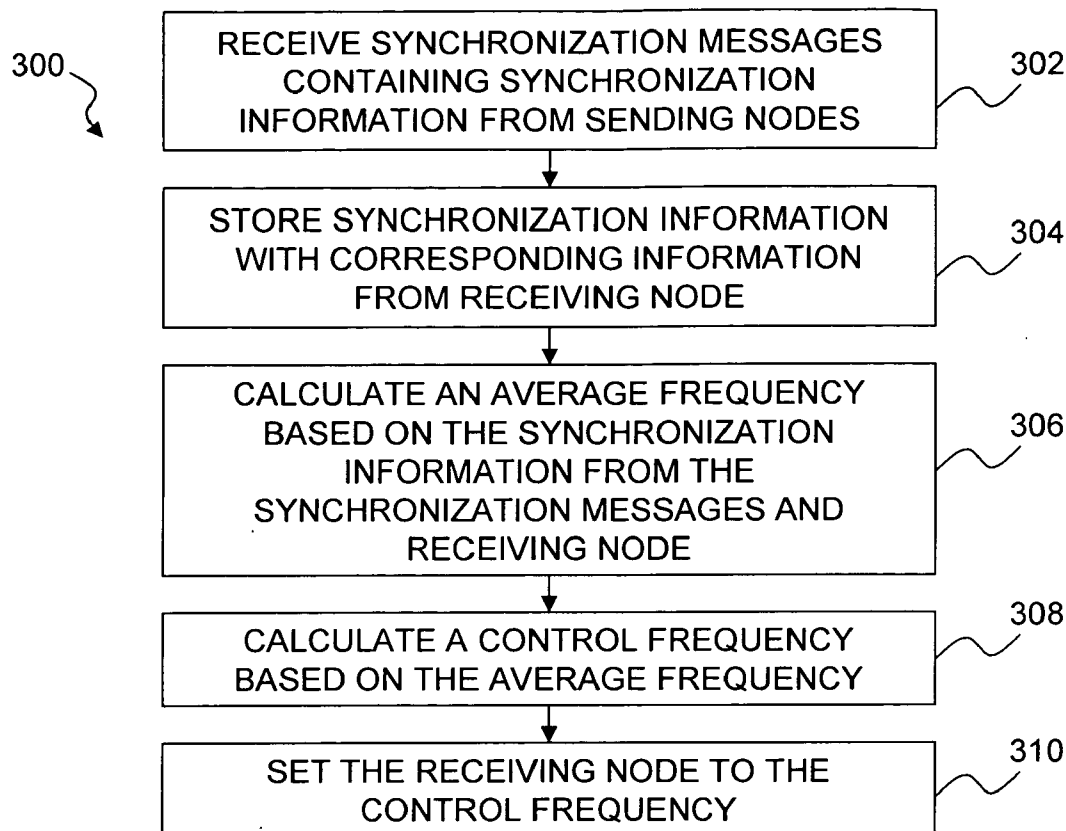 300
RECEIVE SYNCHRONIZATION MESSAGES
CONTAINING SYNCHRONIZATION
INFORMATION FROM SENDING NODES
302
STORE SYNCHRONIZATION INFORMATION
WITH CORRESPONDING INFORMATION
FROM RECEIVING NODE
304
CALCULATE AN AVERAGE FREQUENCY
BASED ON THE SYNCHRONIZATION
INFORMATION FROM THE
SYNCHRONIZATION MESSAGES AND
RECEIVING NODE
306
CALCULATE A CONTROL FREQUENCY
BASED ON THE AVERAGE FREQUENCY
308
SET THE RECEIVING NODE TO THE
CONTROL FREQUENCY
310